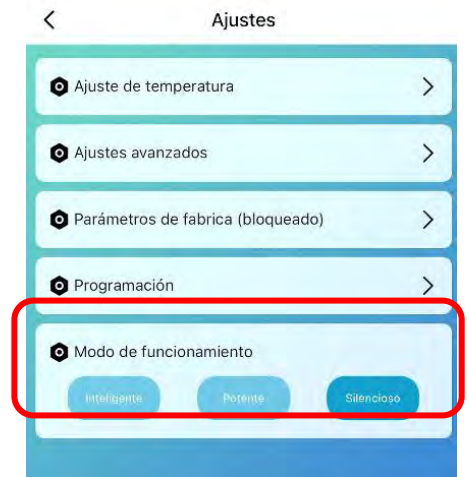 Ajustes
Ajuste de temperatura
Ajustes avanzados
Parámetros de fabrica (bloqueado)
Programación
Modo de funcionamiento
Inteligente Potente Silencioso